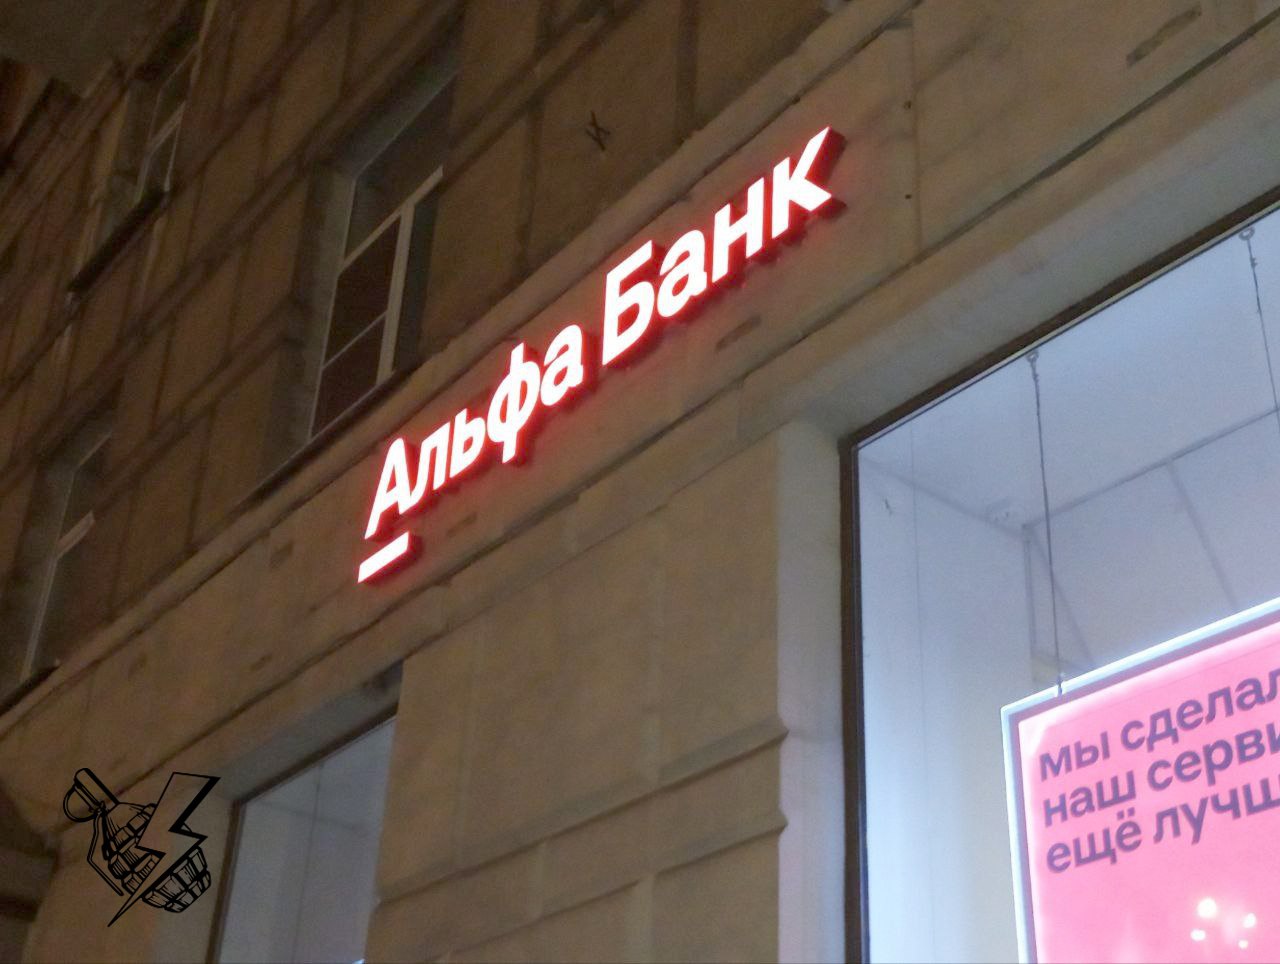 Альфа Банк
мы сделал
наш серви
ещё лучш